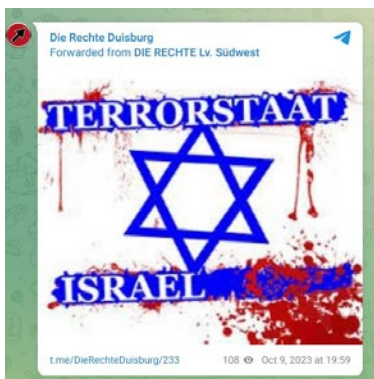 Die Rechte Duisburg
Forwarded from DIE RECHTE Lv. Südwest
TERRORSTAAT
ISRAEL
t.me/DieRechteDuisburg/233 108 Oct 9, 2023 at 19:59